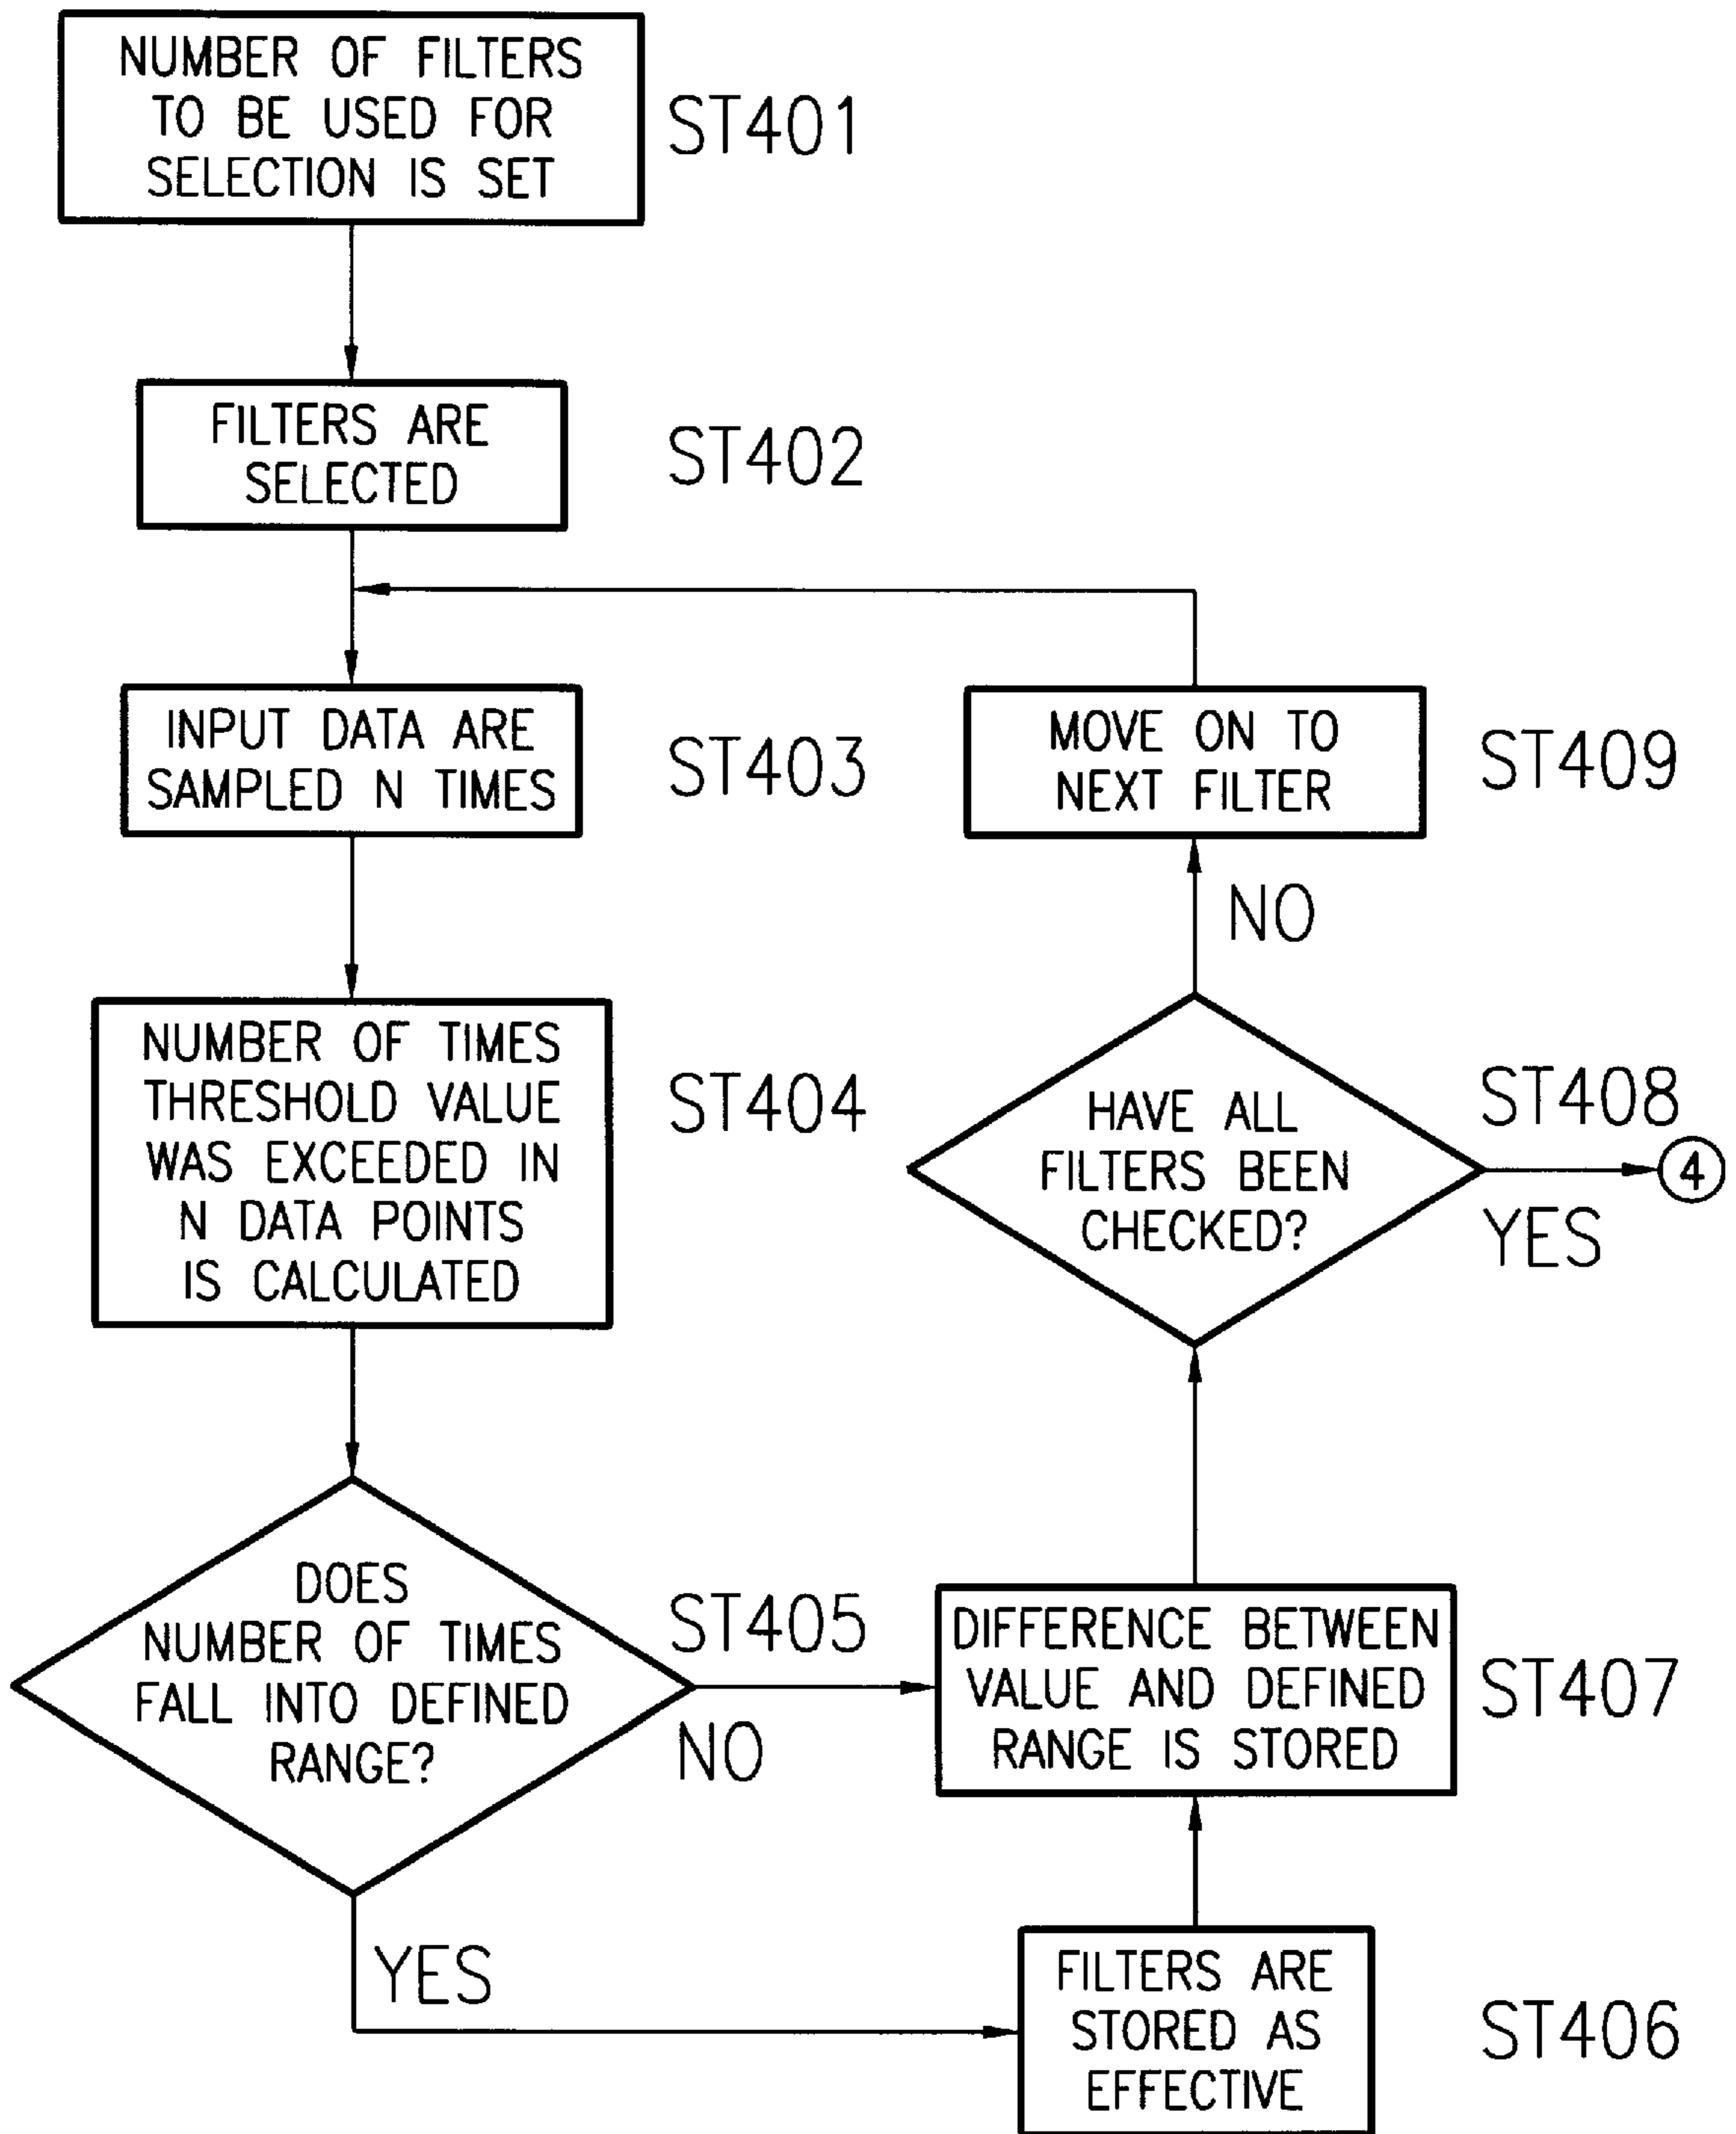 NUMBER OF FILTERS
TO BE USED FOR
SELECTION IS SET
ST401
FILTERS ARE
SELECTED
ST402
INPUT DATA ARE
SAMPLED N TIMES
ST403
MOVE ON TO
NEXT FILTER
ST409
NO
NUMBER OF TIMES
THRESHOLD VALUE
WAS EXCEEDED IN
N DATA POINTS
IS CALCULATED
ST404
HAVE ALL
FILTERS BEEN
CHECKED?
ST408
4
YES
DOES
NUMBER OF TIMES
FALL INTO DEFINED
RANGE?
ST405
NO
DIFFERENCE BETWEEN
VALUE AND DEFINED
RANGE IS STORED
ST407
YES
FILTERS ARE
STORED AS
EFFECTIVE
ST406